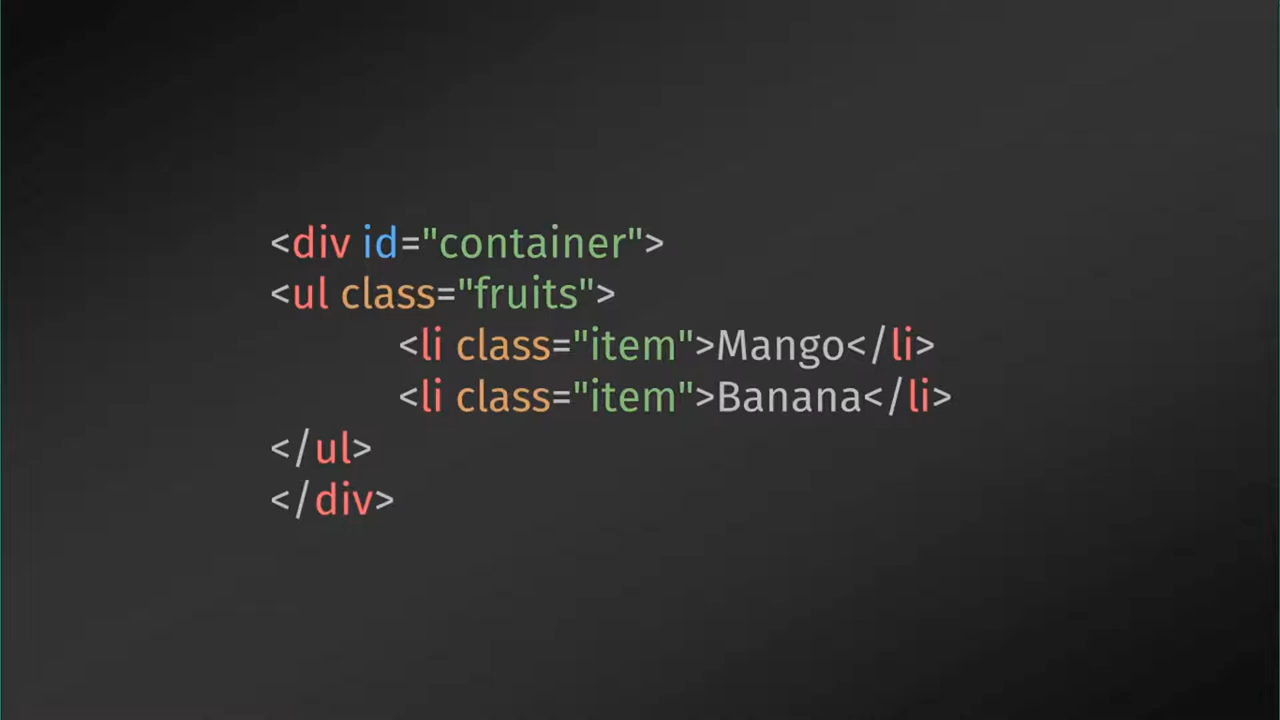 <div id="container">
<ul class="fruits">
<li class="item">Mango</li>
<li class="item">Banana</li>
</ul>
</div>